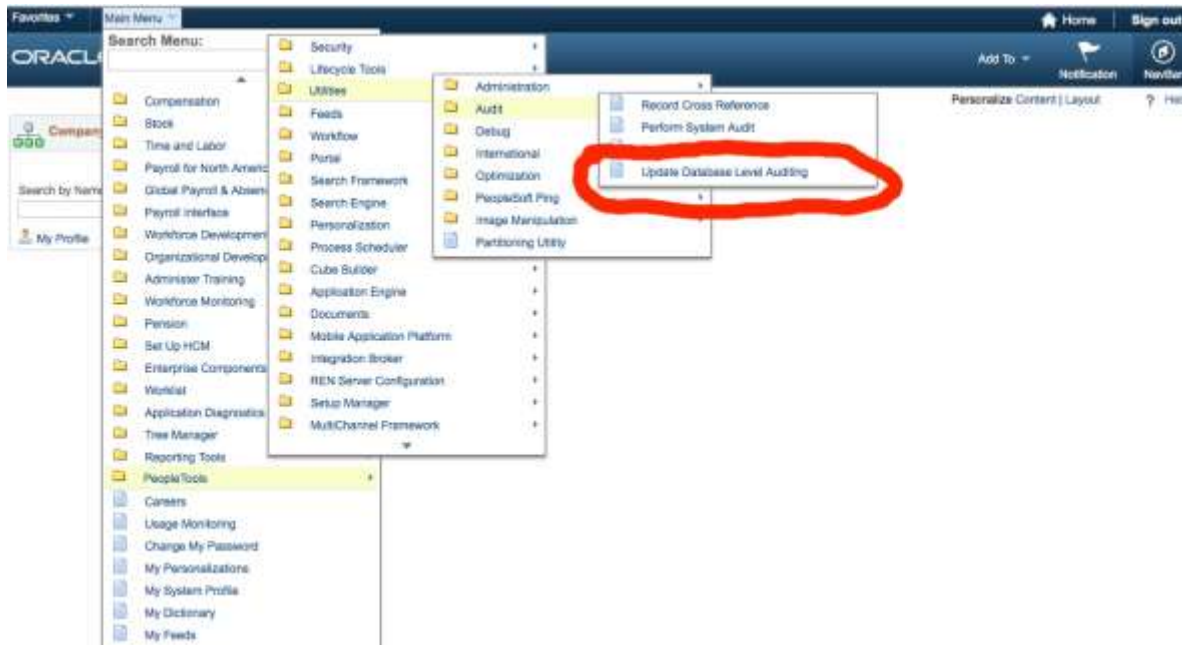 Favorites
Main Menu
Home
Sign out
ORACL
Search Menu:
Add To
Notification
NavBar
Personalize Content | Layout
? Hel
Company
Search by Name
My Profile
Compensation
Stock
Time and Labor
Payroll for North Americ
Global Payroll & Absen
Payroll Interface
Workforce Development
Organizational Develop
Administer Training
Workforce Monitoring
Pension
Set Up HCM
Enterprise Components
Worklist
Application Diagnostics
Tree Manager
Reporting Tools
PeopleTools
Careers
Usage Monitoring
Change My Password
My Personalizations
My System Profile
My Dictionary
My Feeds
Security
Lifecycle Tools
Utilities
Feeds
Workflow
Portal
Search Framework
Search Engine
Personalization
Process Scheduler
Cube Builder
Application Engine
Documents
Mobile Application Platform
Integration Broker
REN Server Configuration
Setup Manager
MultiChannel Framework
Administration
Audit
Debug
International
Optimization
PeopleSoft Ping
Image Manipulation
Partitioning Utility
Record Cross Reference
Perform System Audit
Update Database Level Auditing